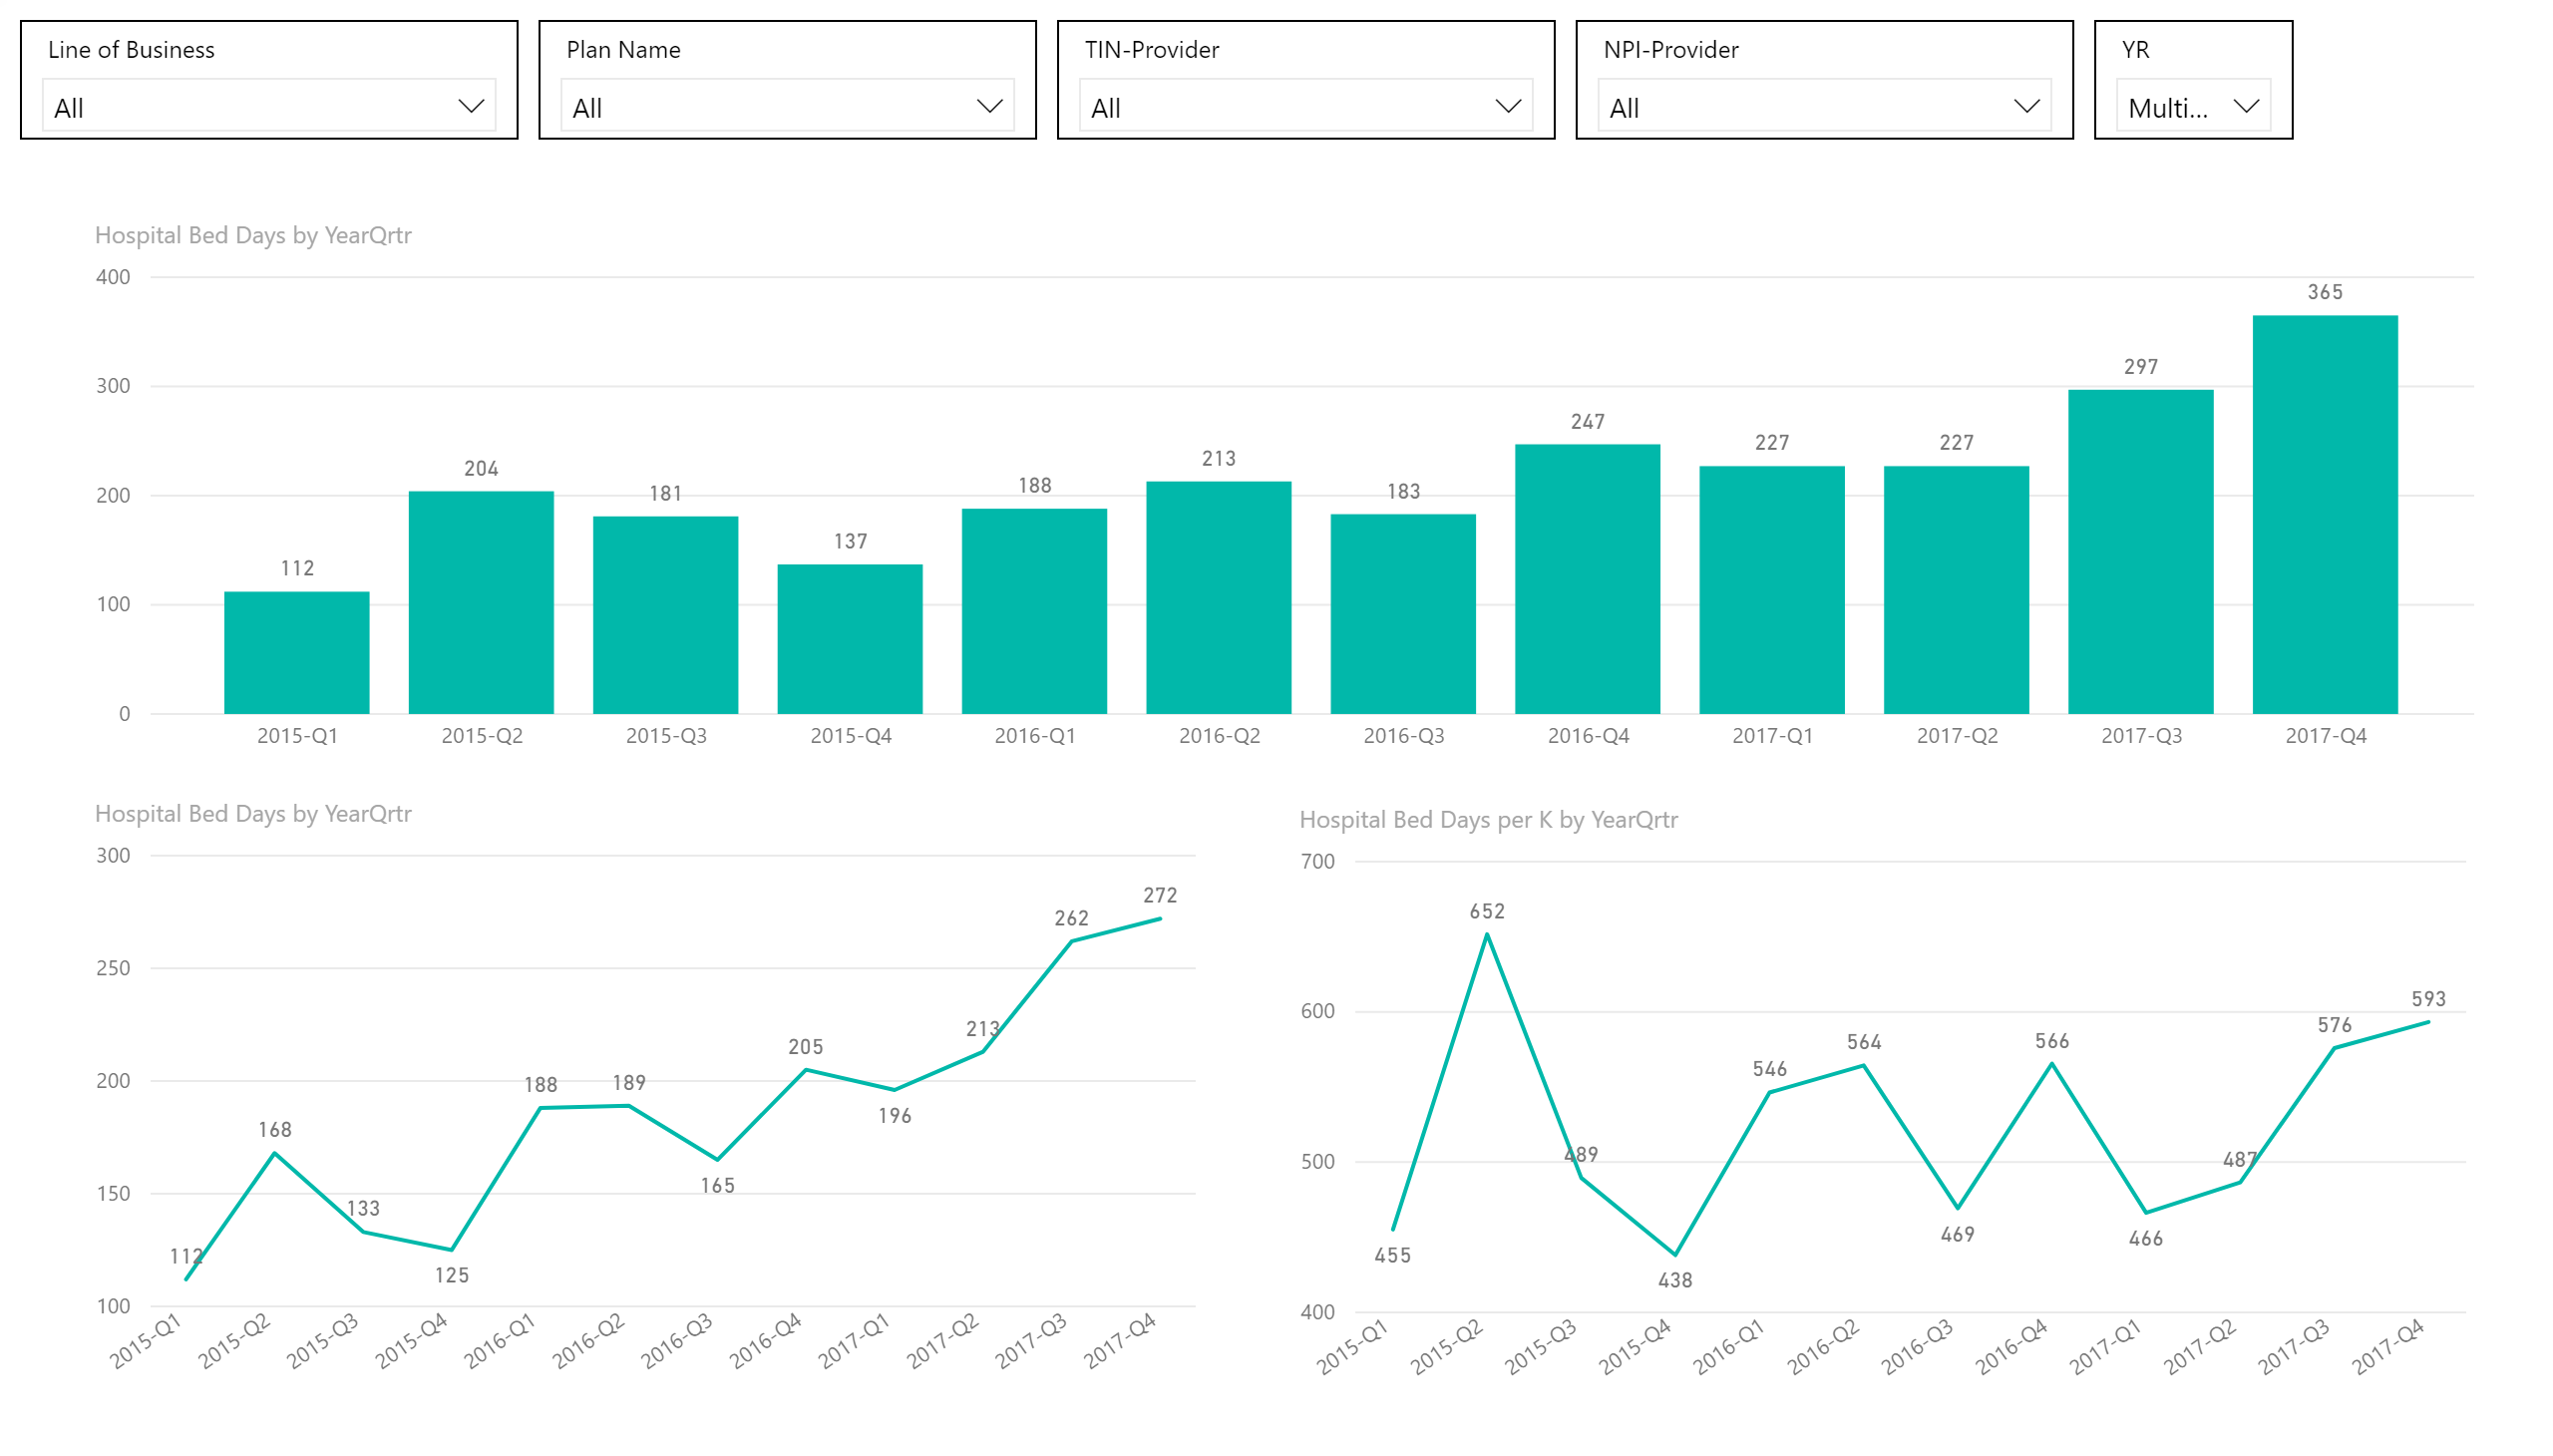 Line of Business
All
Plan Name
All
TIN-Provider
All
NPI-Provider
All
YR
Multi...
Hospital Bed Days by YearQrtr
400
300
200
100
0
112
204
181
137
188
213
183
247
227
227
297
365
2015-Q1
2015-Q2
2015-Q3
2015-Q4
2016-Q1
2016-Q2
2016-Q3
2016-Q4
2017-Q1
2017-Q2
2017-Q3
2017-Q4
Hospital Bed Days by YearQrtr
300
250
200
150
100
112
168
133
125
188
189
165
205
196
213
262
272
2015-Q1
2015-Q2
2015-Q3
2015-Q4
2016-Q1
2016-Q2
2016-Q3
2016-Q4
2017-Q1
2017-Q2
2017-Q3
2017-Q4
Hospital Bed Days per K by YearQrtr
700
600
500
400
455
652
489
438
546
564
469
566
466
487
576
593
2015-Q1
2015-Q2
2015-Q3
2015-Q4
2016-Q1
2016-Q2
2016-Q3
2016-Q4
2017-Q1
2017-Q2
2017-Q3
2017-Q4